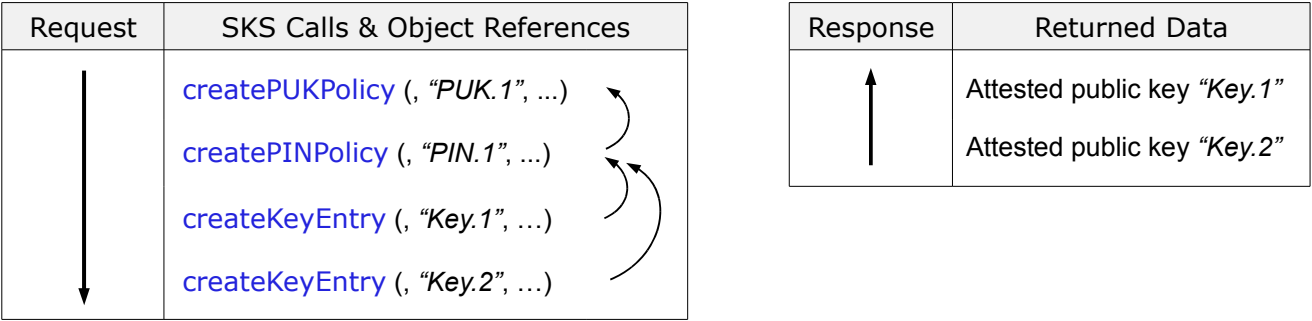 Request SKS Calls & Object References
createPUKPolicy (, “PUK.1”, ...)
createPINPolicy (, “PIN.1”, ...)
createKeyEntry (, “Key.1”, …)
createKeyEntry (, “Key.2”, …)
Response Returned Data
Attested public key “Key.1”
Attested public key “Key.2”